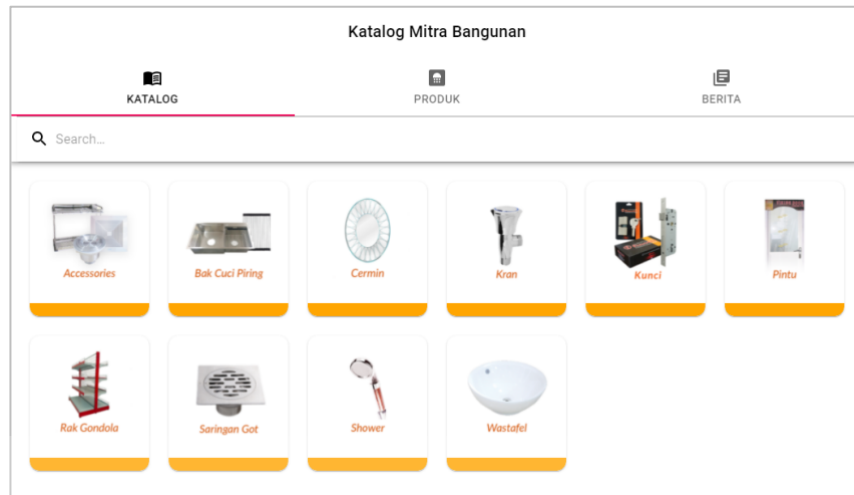 Katalog Mitra Bangunan
KATALOG
PRODUK
BERITA
Search...
Accessories
Bak Cuci Piring
Cermin
Kran
Kunci
Pintu
Rak Gondola
Saringan Got
Shower
Wastafel